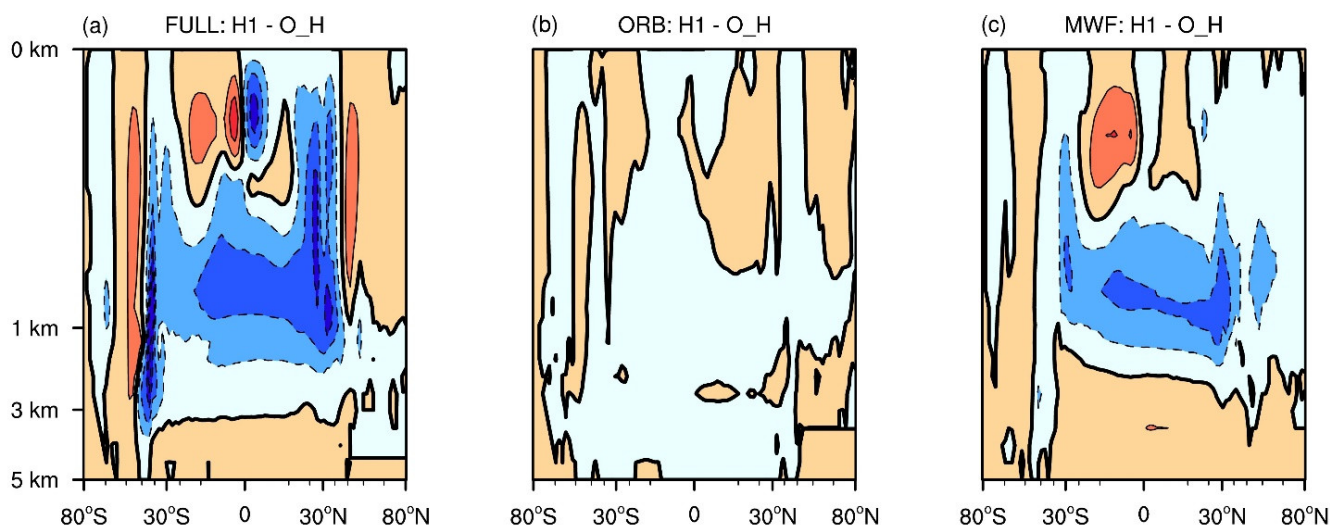 (a) FULL: H1 - O_H
(b) ORB: H1 - O_H
(c) MWF: H1 - O_H
0 km
1 km
3 km
5 km
80°S 30°S 0 30°N 80°N
80°S 30°S 0 30°N 80°N
80°S 30°S 0 30°N 80°N